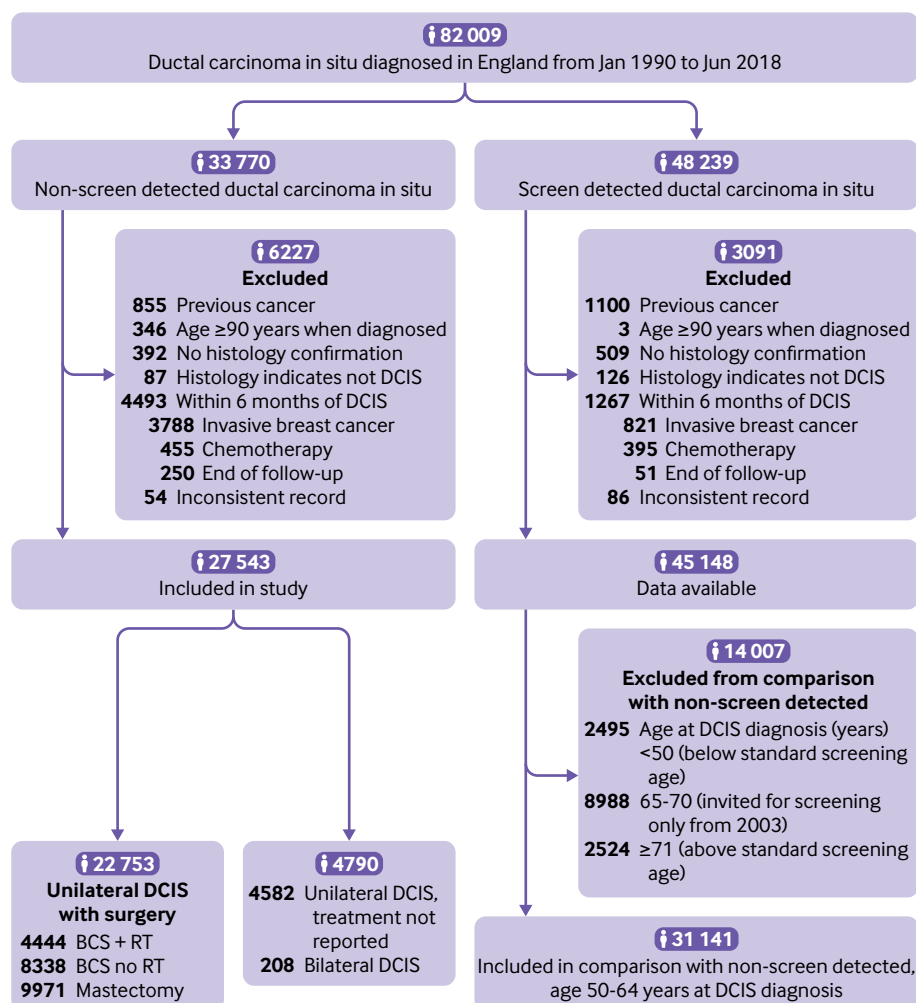 82 009
Ductal carcinoma in situ diagnosed in England from Jan 1990 to Jun 2018
33 770
Non-screen detected ductal carcinoma in situ
6227
Excluded
855 Previous cancer
346 Age ≥90 years when diagnosed
392 No histology confirmation
87 Histology indicates not DCIS
4493 Within 6 months of DCIS
3788 Invasive breast cancer
455 Chemotherapy
250 End of follow-up
54 Inconsistent record
27 543
Included in study
22 753
Unilateral DCIS
with surgery
4444 BCS + RT
8338 BCS no RT
9971 Mastectomy
4790
4582 Unilateral DCIS,
treatment not
reported
208 Bilateral DCIS
48 239
Screen detected ductal carcinoma in situ
3091
Excluded
1100 Previous cancer
3 Age ≥90 years when diagnosed
509 No histology confirmation
126 Histology indicates not DCIS
1267 Within 6 months of DCIS
821 Invasive breast cancer
395 Chemotherapy
51 End of follow-up
86 Inconsistent record
45 148
Data available
14 007
Excluded from comparison
with non-screen detected
2495 Age at DCIS diagnosis (years)
<50 (below standard screening
age)
8988 65-70 (invited for screening
only from 2003)
2524 ≥71 (above standard screening
age)
31 141
Included in comparison with non-screen detected,
age 50-64 years at DCIS diagnosis